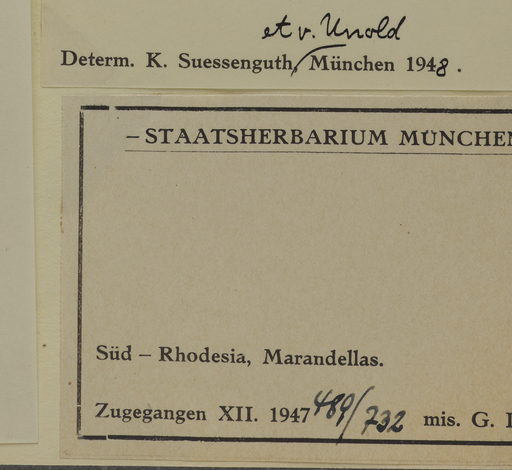 et v. Unold
Determ. K. Suessenguth, München 1948.
– STAATSHERBARIUM MÜNCHEN
Süd – Rhodesia, Marandellas.
Zugegangen XII. 1947 489/732 mis. G.